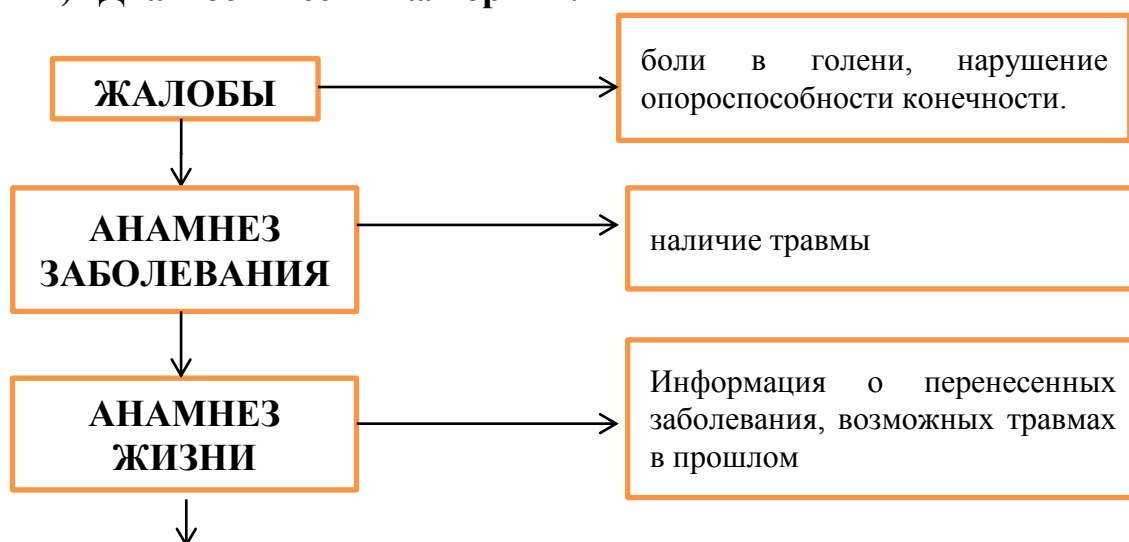 ЖАЛОБЫ
боли в голени, нарушение
опороспособности конечности.
АНАМНЕЗ
ЗАБОЛЕВАНИЯ
наличие травмы
АНАМНЕЗ
ЖИЗНИ
Информация о перенесенных
заболевания, возможных травмах
в прошлом